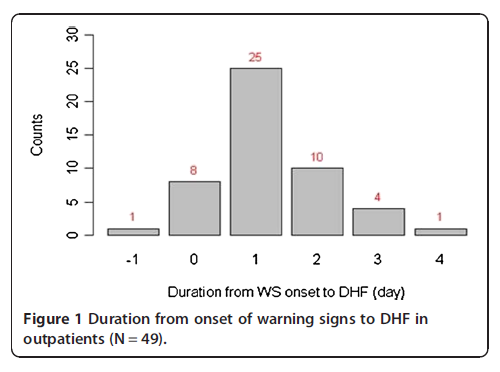 30
25
20
15
10
5
0
Counts
1
8
25
10
4
1
-1 0 1 2 3 4
Duration from WS onset to DHF (day)
Figure 1 Duration from onset of warning signs to DHF in
outpatients (N = 49).